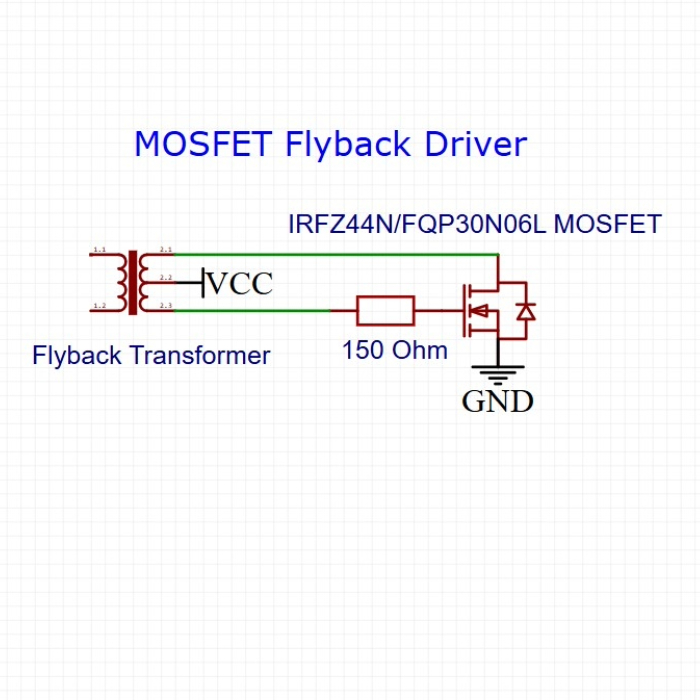 MOSFET Flyback Driver
IRFZ44N/FQP30N06L MOSFET
1.1
2.1
2.2
VCC
1.2
2.3
150 Ohm
Flyback Transformer
GND